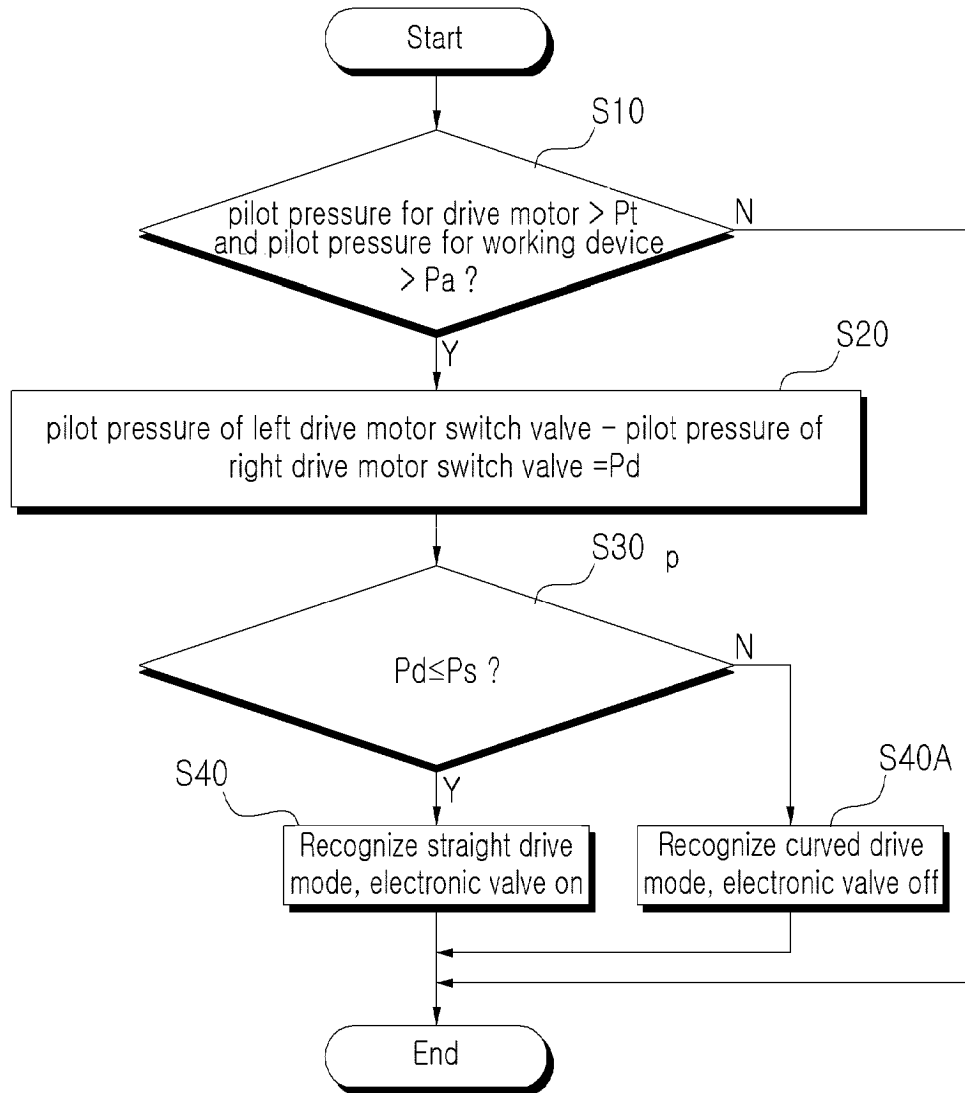 Start
S10
pilot pressure for drive motor > Pt
and pilot pressure for working device
> Pa ?
N
Y
S20
pilot pressure of left drive motor switch valve – pilot pressure of
right drive motor switch valve =Pd
S30 p
Pd≤Ps ?
N
Y
S40
S40A
Recognize straight drive
mode, electronic valve on
Recognize curved drive
mode, electronic valve off
End